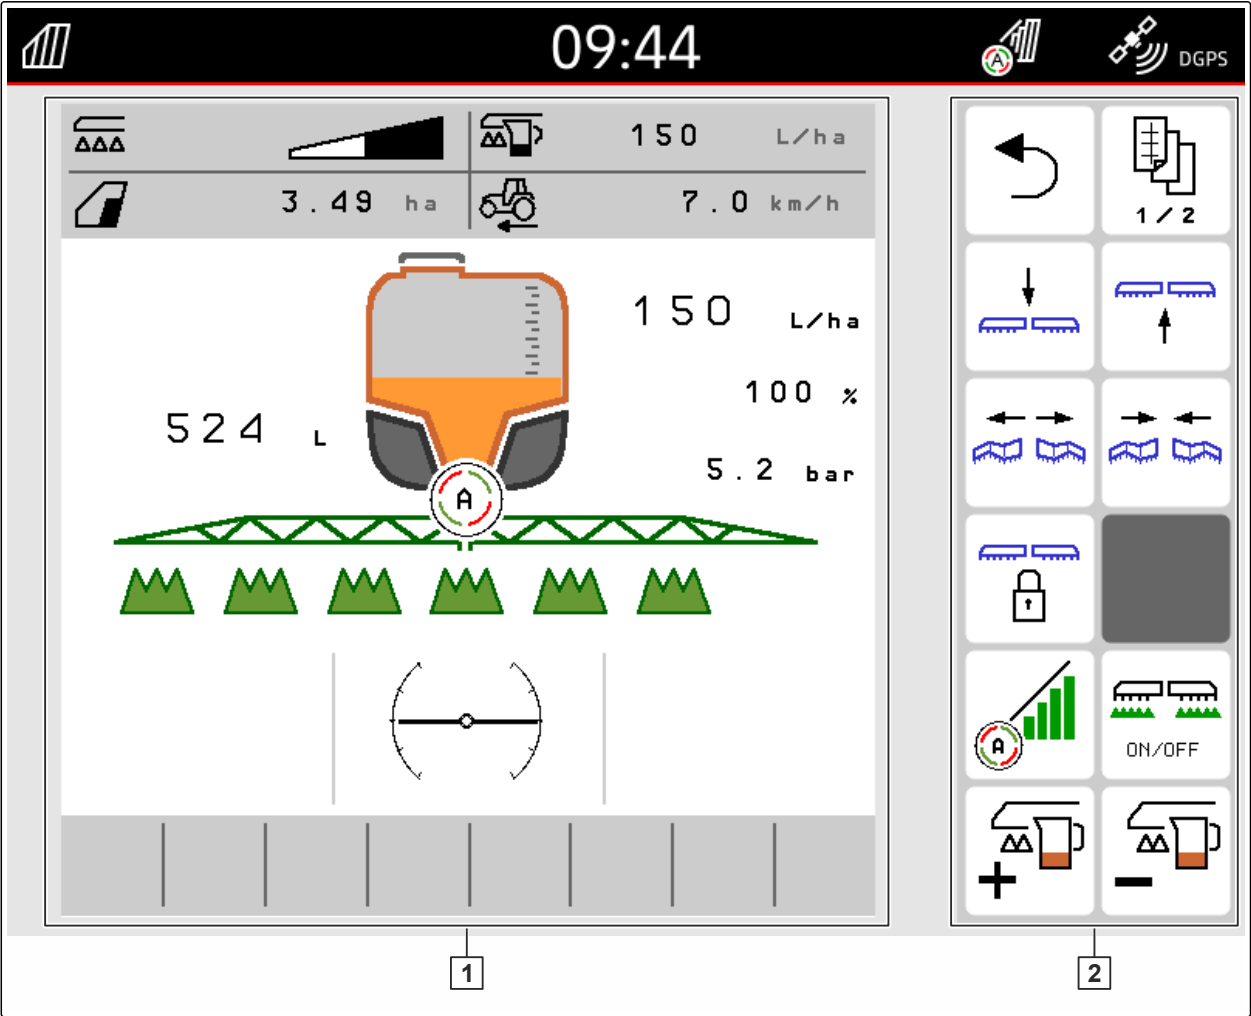 09:44
A
DGPS
150 L/ha
3.49 ha
7.0 km/h
1/2
150 L/ha
100 %
524 L
5.2 bar
A
A
ON/OFF
1
2